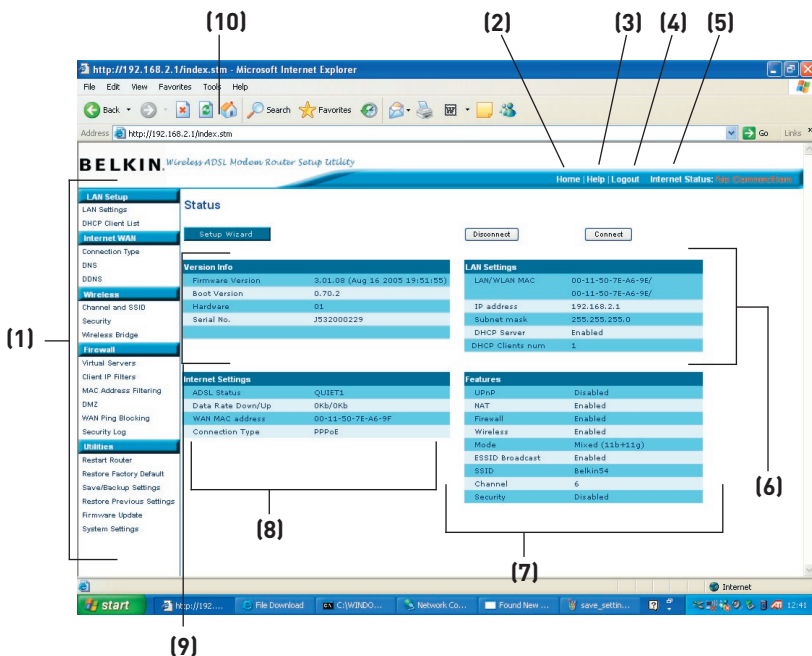 (10)
(2)
(3)
(4)
(5)
http://192.168.2.1/index.stm - Microsoft Internet Explorer
File Edit View Favorites Tools Help
Back Search Favorites
Address http://192.168.2.1/index.stm Go Links
BELKIN. Wireless ADSL Modem Router Setup Utility
Home | Help | Logout Internet Status: No Connection
LAN Setup
LAN Settings
DHCP Client List
Internet WAN
Connection Type
DNS
DDNS
Wireless
Channel and SSID
Security
Wireless Bridge
Firewall
Virtual Servers
Client IP Filters
MAC Address Filtering
DMZ
WAN Ping Blocking
Security Log
Utilities
Restart Router
Restore Factory Default
Save/Backup Settings
Restore Previous Settings
Firmware Update
System Settings
(1)
Status
Setup Wizard
Disconnect
Connect
Version Info
Firmware Version 3.01.08 (Aug 16 2005 19:51:55)
Boot Version 0.70.2
Hardware 01
Serial No. J532000229
LAN Settings
LAN/WLAN MAC 00-11-50-7E-A6-9E/
00-11-50-7E-A6-9E/
IP address 192.168.2.1
Subnet mask 255.255.255.0
DHCP Server Enabled
DHCP Clients num 1
(6)
Internet Settings
ADSL Status QUIET1
Data Rate Down/Up 0Kb/0Kb
WAN MAC address 00-11-50-7E-A6-9F
Connection Type PPPoE
(8)
Features
UPnP Disabled
NAT Enabled
Firewall Enabled
Wireless Enabled
Mode Mixed (11b+11g)
ESSID Broadcast Enabled
SSID Belkin54
Channel 6
Security Disabled
(7)
Internet
start http://192.... File Download C:\WINDO... Network Co... Found New ... save_settin... 12:41
(9)